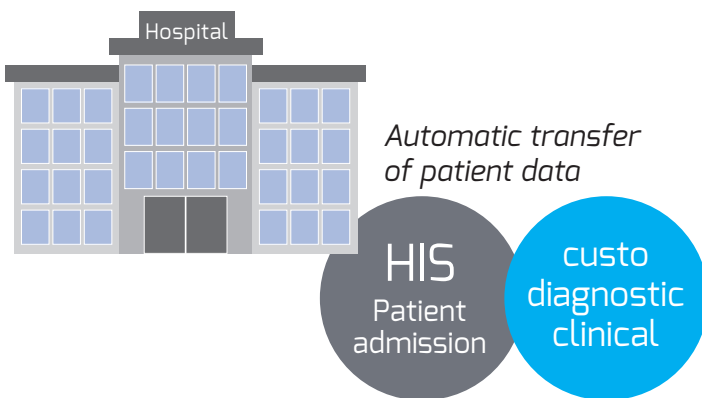 Hospital
Automatic transfer
of patient data
HIS
Patient
admission
custo
diagnostic
clinical